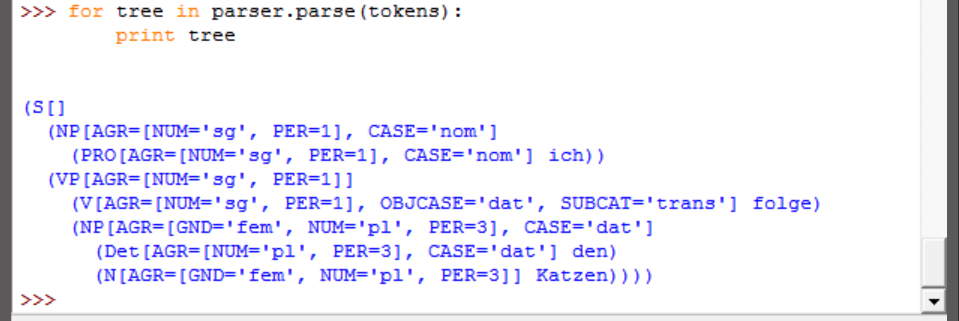 >>> for tree in parser.parse(tokens):
        print tree
(S[]
  (NP[AGR=[NUM='sg', PER=1], CASE='nom']
    (PRO[AGR=[NUM='sg', PER=1], CASE='nom'] ich))
  (VP[AGR=[NUM='sg', PER=1]]
    (V[AGR=[NUM='sg', PER=1], OBJCASE='dat', SUBCAT='trans'] folge)
    (NP[AGR=[GND='fem', NUM='pl', PER=3], CASE='dat']
      (Det[AGR=[NUM='pl', PER=3], CASE='dat'] den)
      (N[AGR=[GND='fem', NUM='pl', PER=3]] Katzen))))
>>>